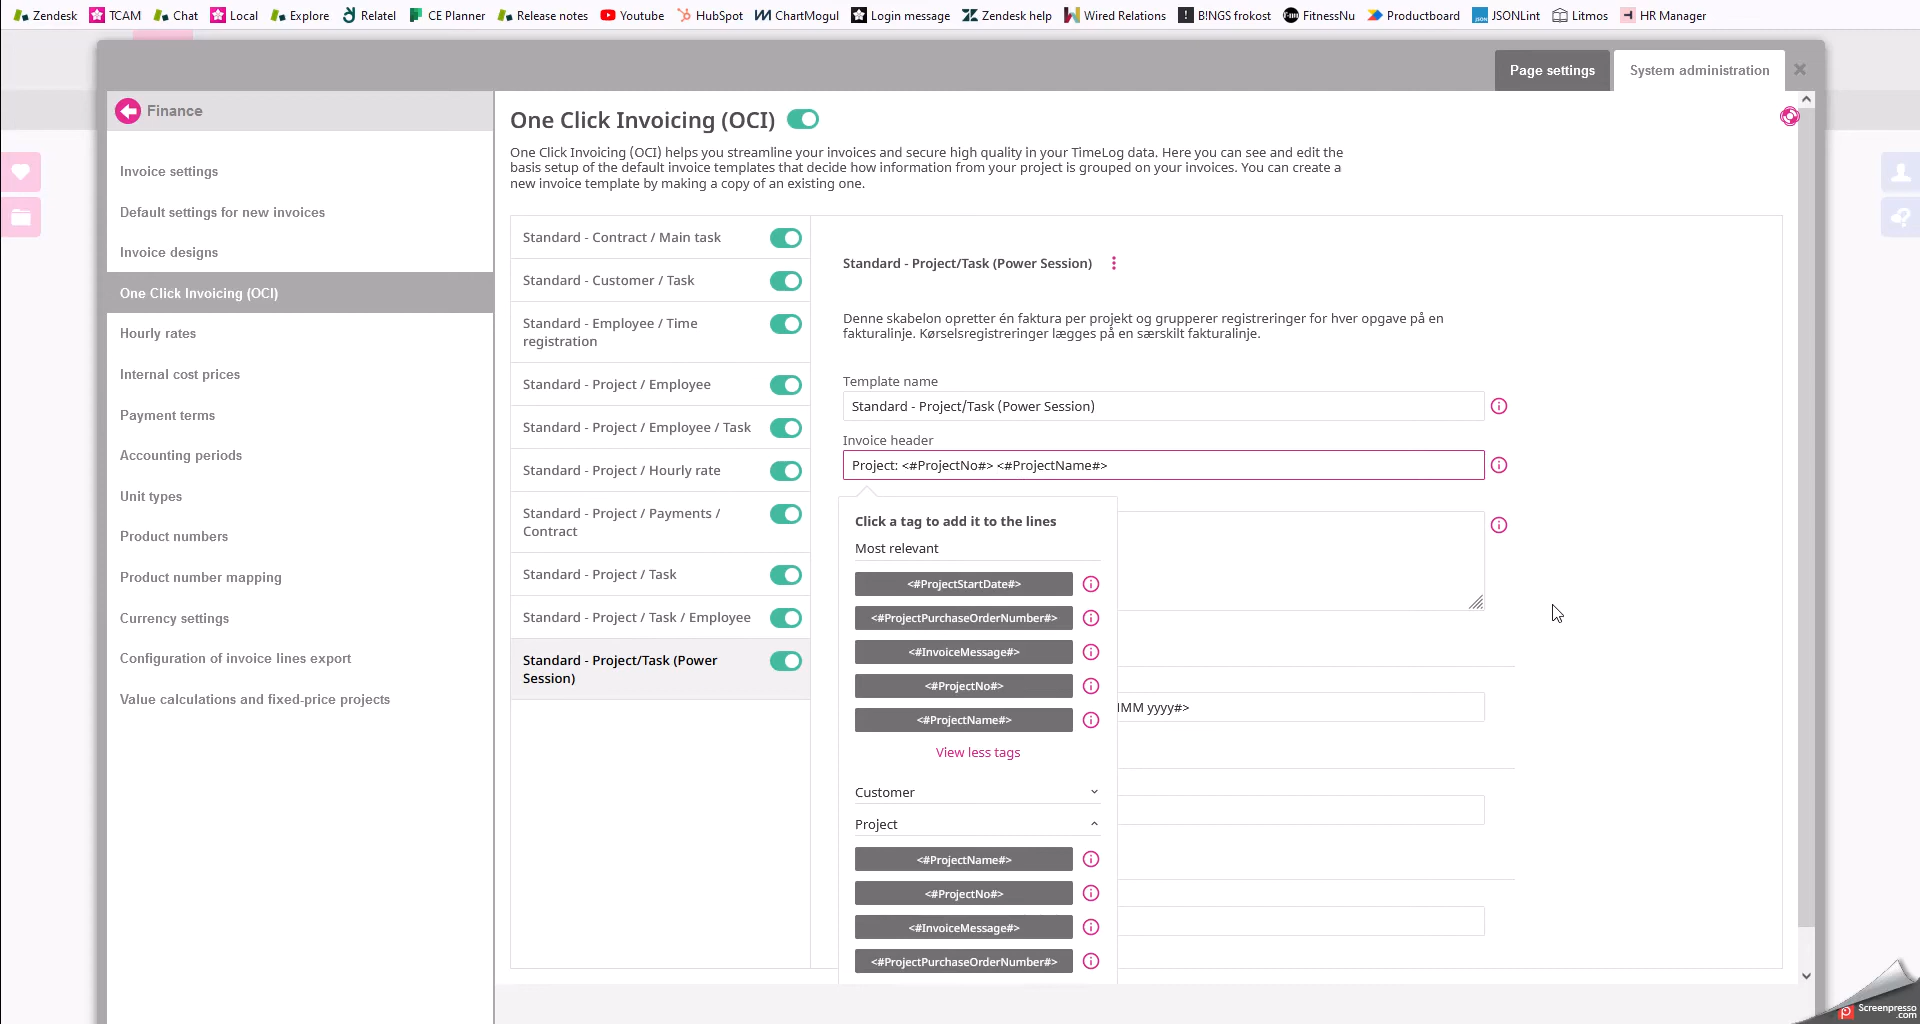 Zendesk TCAM Chat Local Explore Relatel CE Planner Release notes Youtube HubSpot ChartMogul Login message Zendesk help Wired Relations B!NGS frokost FitnessNu Productboard JSONLint Litmos HR Manager
Page settings
System administration
Finance
Invoice settings
Default settings for new invoices
Invoice designs
One Click Invoicing (OCI)
Hourly rates
Internal cost prices
Payment terms
Accounting periods
Unit types
Product numbers
Product number mapping
Currency settings
Configuration of invoice lines export
Value calculations and fixed-price projects
One Click Invoicing (OCI)
One Click Invoicing (OCI) helps you streamline your invoices and secure high quality in your TimeLog data. Here you can see and edit the
basis setup of the default invoice templates that decide how information from your project is grouped on your invoices. You can create a
new invoice template by making a copy of an existing one.
Standard - Contract / Main task
Standard - Customer / Task
Standard - Employee / Time
registration
Standard - Project / Employee
Standard - Project / Employee / Task
Standard - Project / Hourly rate
Standard - Project / Payments /
Contract
Standard - Project / Task
Standard - Project / Task / Employee
Standard - Project/Task (Power
Session)
Standard - Project/Task (Power Session)
Denne skabelon opretter én faktura per projekt og grupperer registreringer for hver opgave på en
fakturalinje. Kørselsregistreringer lægges på en særskilt fakturalinje.
Template name
Standard - Project/Task (Power Session)
Invoice header
Project: <#ProjectNo#> <#ProjectName#>
Click a tag to add it to the lines
Most relevant
<#ProjectStartDate#>
<#ProjectPurchaseOrderNumber#>
<#InvoiceMessage#>
<#ProjectNo#>
MM yyyy#>
<#ProjectName#>
View less tags
Customer
Project
<#ProjectName#>
<#ProjectNo#>
<#InvoiceMessage#>
<#ProjectPurchaseOrderNumber#>
Screenpresso
.com